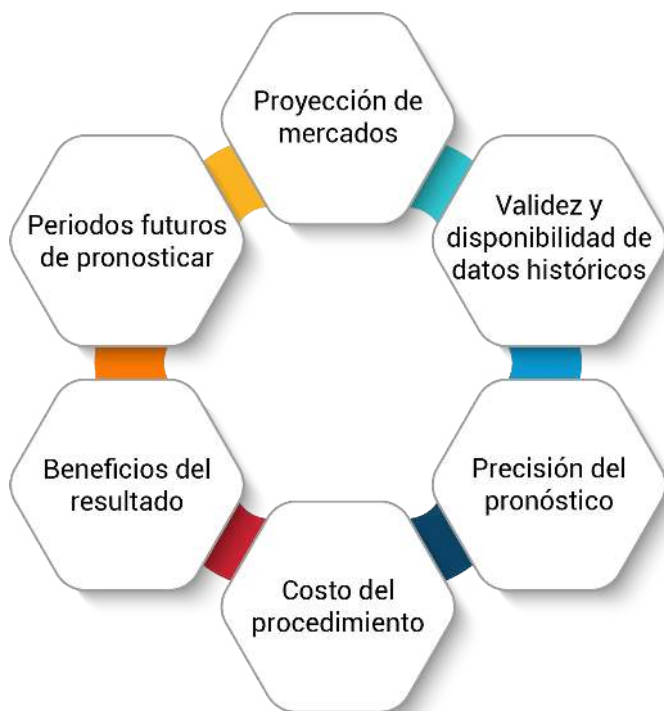 Proyección de
mercados
Validez y
disponibilidad de
datos históricos
Precisión del
pronóstico
Costo del
procedimiento
Beneficios del
resultado
Periodos futuros
de pronosticar